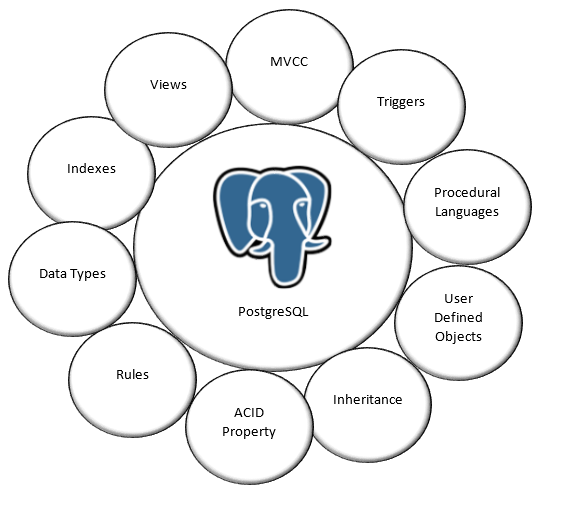 MVCC
Views
Triggers
Indexes
Procedural
Languages
Data Types
User
Defined
Objects
PostgreSQL
Rules
Inheritance
ACID
Property